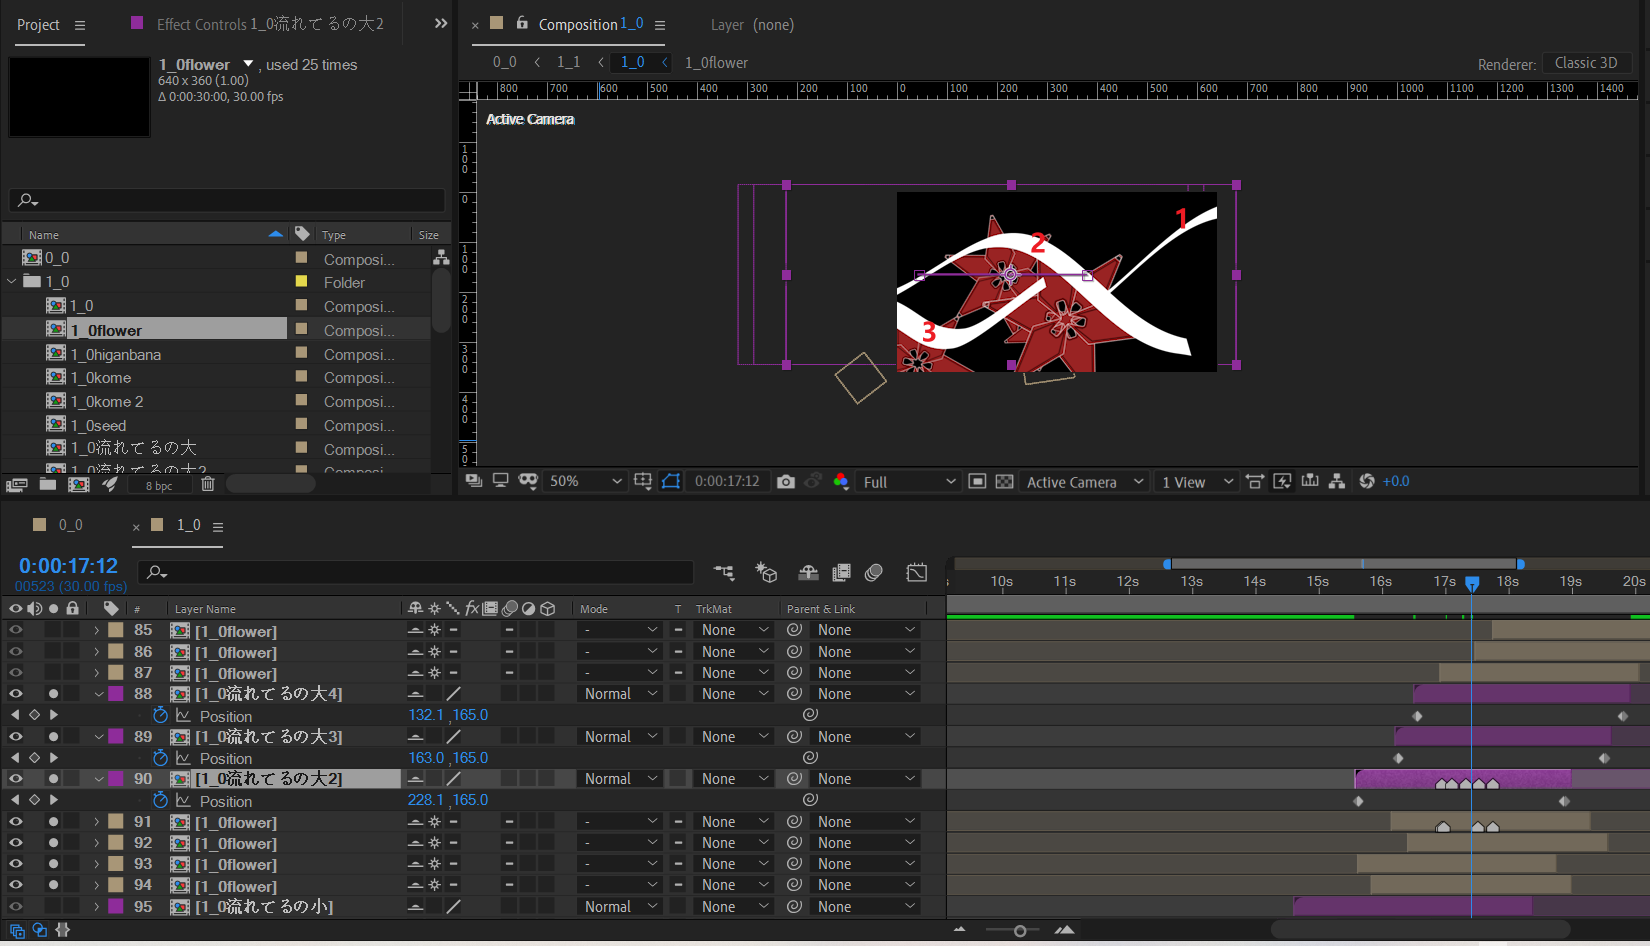 Project
Effect Controls 1_0流れてるの大2
Composition 1_0
Layer (none)
1_0flower , used 25 times
640 x 360 (1.00)
Δ 0:00:30:00, 30.00 fps
0_0
1_1
1_0
1_0flower
Renderer: Classic 3D
800 700 600 500 400 300 200 100 0 100 200 300 400 500 600 700 800 900 1000 1100 1200 1300 1400
Active Camera
Name Type Size
0_0 Composi...
1_0 Folder
1_0 Composi...
1_0flower Composi...
1_0higanbana Composi...
1_0kome Composi...
1_0kome 2 Composi...
1_0seed Composi...
1_0流れてるの大 Composi...
1_0流れてるの大2 Composi...
8 bpc
0
100
0
100
200
300
400
50
1
2
3
50% 0:00:17:12 Full Active Camera 1 View +0.0
0_0
1_0
0:00:17:12
00523 (30.00 fps)
10s 11s 12s 13s 14s 15s 16s 17s 18s 19s 20s
# Layer Name fx Mode T TrkMat Parent & Link
85 [1_0flower] - None None
86 [1_0flower] - None None
87 [1_0flower] - None None
88 [1_0流れてるの大4] Normal None None
Position 132.1 ,165.0
89 [1_0流れてるの大3] Normal None None
Position 163.0 ,165.0
90 [1_0流れてるの大2] Normal None None
Position 228.1 ,165.0
91 [1_0flower] - None None
92 [1_0flower] - None None
93 [1_0flower] - None None
94 [1_0flower] - None None
95 [1_0流れてるの小] Normal None None